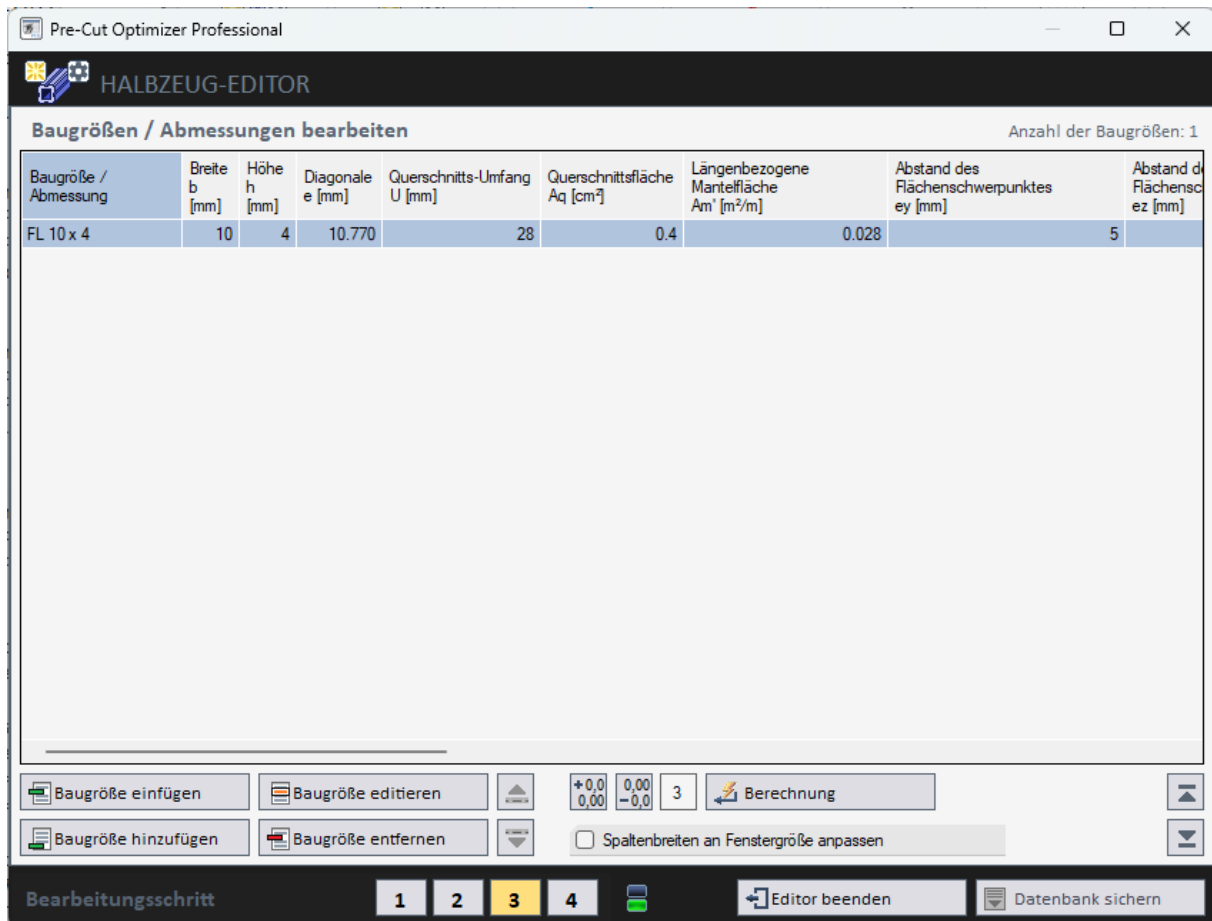 Pre-Cut Optimizer Professional
HALBZEUG-EDITOR
Baugrößen / Abmessungen bearbeiten
Anzahl der Baugrößen: 1
Baugröße /
Abmessung
Breite
b
[mm]
Höhe
h
[mm]
Diagonale
e [mm]
Querschnitts-Umfang
U [mm]
Querschnittsfläche
Aq [cm²]
Längenbezogene
Mantelfläche
Am' [m²/m]
Abstand des
Flächenschwerpunktes
ey [mm]
Abstand de
Flächensc
ez [mm]
FL 10 x 4 10 4 10.770 28 0.4 0.028 5
Baugröße einfügen
Baugröße editieren
+0,0
0,00
0,00
−0,0
3
Berechnung
Baugröße hinzufügen
Baugröße entfernen
Spaltenbreiten an Fenstergröße anpassen
Bearbeitungsschritt
1 2 3 4
Editor beenden
Datenbank sichern